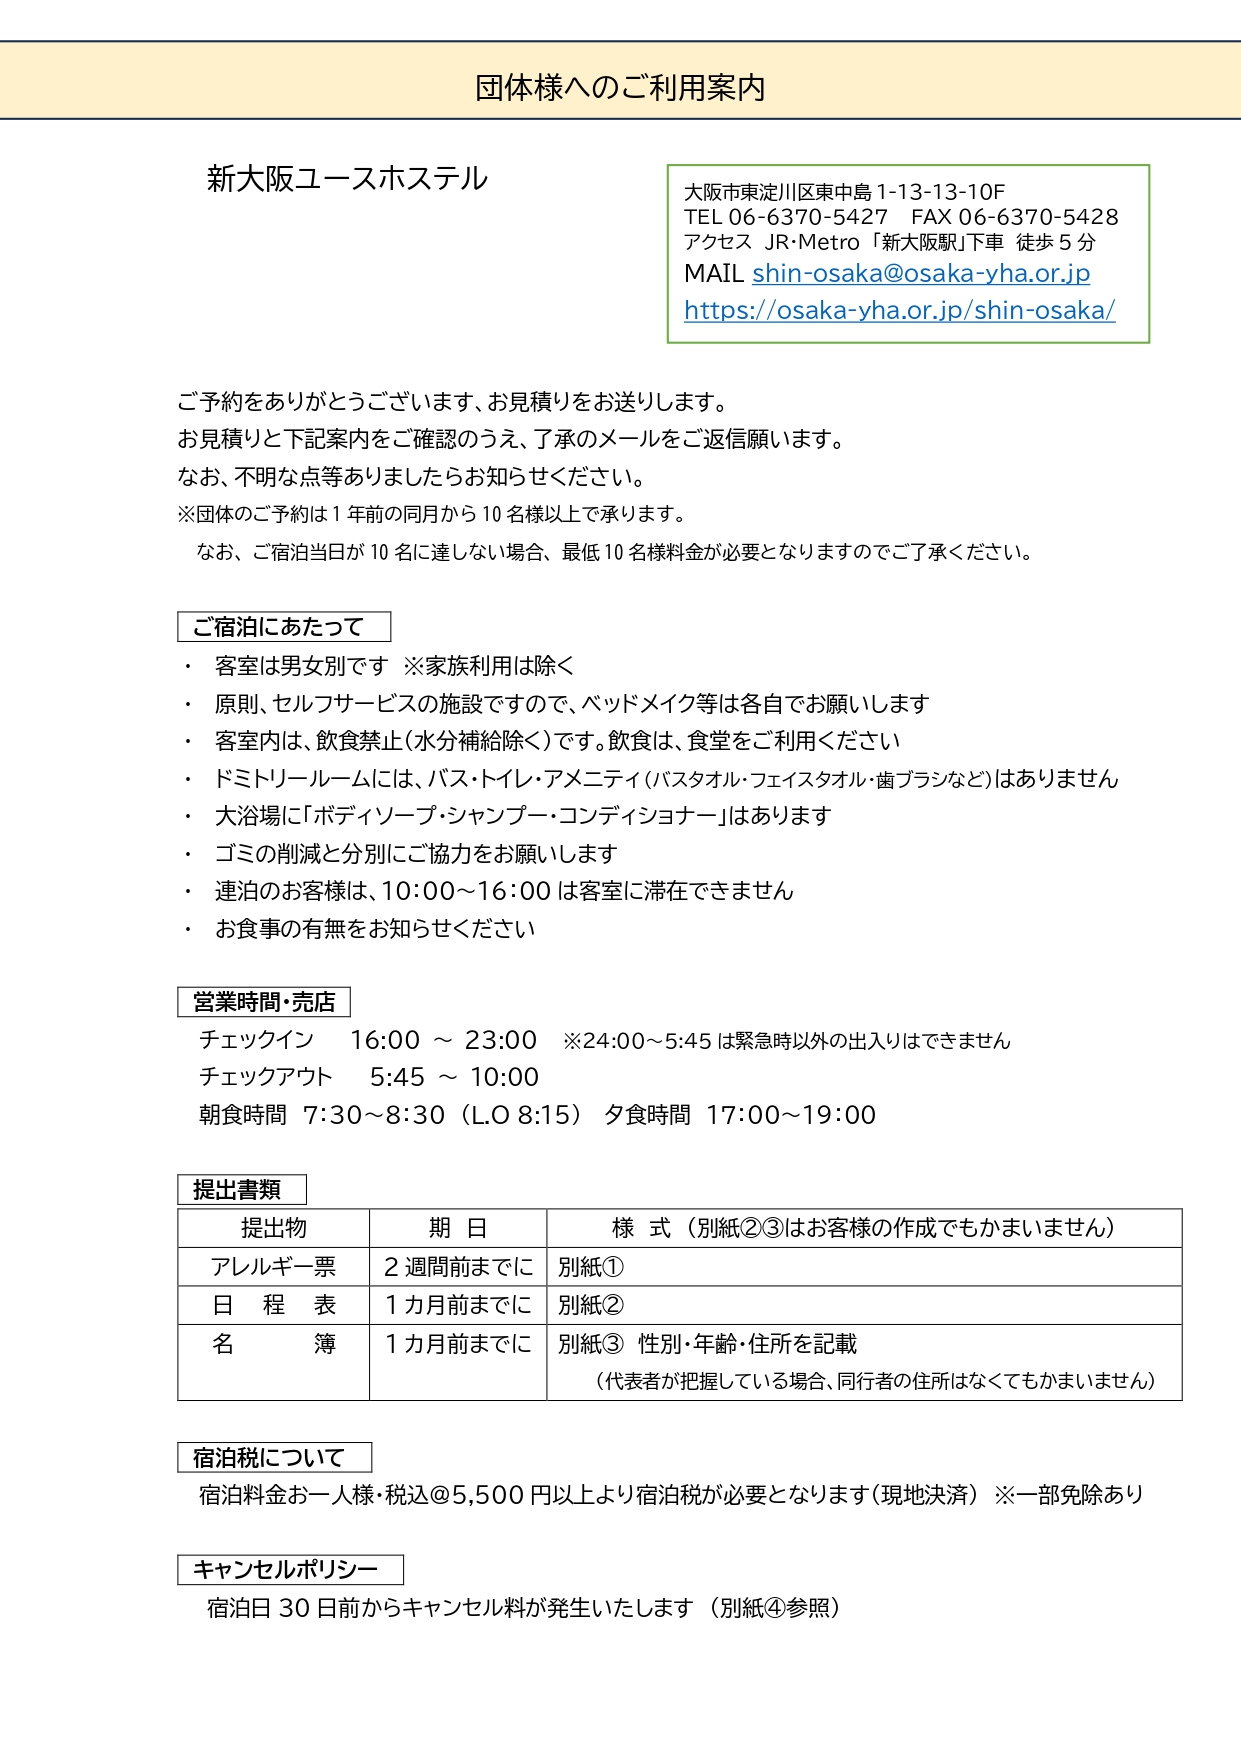 団体様へのご利用案内
新大阪ユースホステル
大阪市東淀川区東中島1-13-13-10F
TEL 06-6370-5427　FAX 06-6370-5428
アクセス　JR・Metro「新大阪駅」下車　徒歩5分
MAIL shin-osaka@osaka-yha.or.jp
https://osaka-yha.or.jp/shin-osaka/
ご予約をありがとうございます、お見積りをお送りします。
お見積りと下記案内をご確認のうえ、了承のメールをご返信願います。
なお、不明な点等ありましたらお知らせください。
※団体のご予約は1年前の同月から10名様以上で承ります。
なお、ご宿泊当日が10名に達しない場合、最低10名様料金が必要となりますのでご了承ください。
ご宿泊にあたって
・ 客室は男女別です ※家族利用は除く
・ 原則、セルフサービスの施設ですので、ベッドメイク等は各自でお願いします
・ 客室内は、飲食禁止（水分補給除く）です。飲食は、食堂をご利用ください
・ ドミトリールームには、バス・トイレ・アメニティ（バスタオル・フェイスタオル・歯ブラシなど）はありません
・ 大浴場に「ボディソープ・シャンプー・コンディショナー」はあります
・ ゴミの削減と分別にご協力をお願いします
・ 連泊のお客様は、10：00～16：00は客室に滞在できません
・ お食事の有無をお知らせください
営業時間・売店
チェックイン　16:00 ～ 23:00　※24:00～5:45は緊急時以外の出入りはできません
チェックアウト　5:45 ～ 10:00
朝食時間 7：30～8：30（L.O 8:15） 夕食時間 17：00～19：00
提出書類
提出物　期 日　様 式（別紙②③はお客様の作成でもかまいません）
アレルギー票　2週間前までに　別紙①
日 程 表　1カ月前までに　別紙②
名 簿　1カ月前までに　別紙③ 性別・年齢・住所を記載
（代表者が把握している場合、同行者の住所はなくてもかまいません）
宿泊税について
宿泊料金お一人様・税込@5,500円以上より宿泊税が必要となります（現地決済） ※一部免除あり
キャンセルポリシー
宿泊日30日前からキャンセル料が発生いたします （別紙④参照）